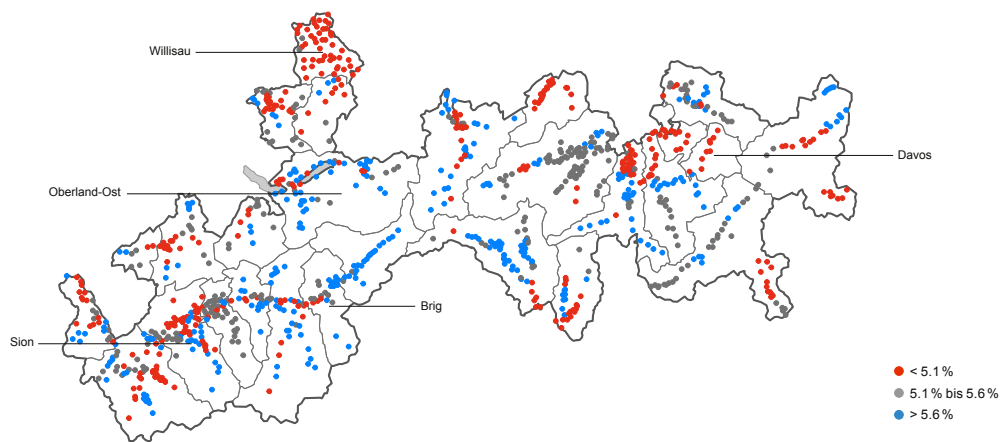 Willisau
Davos
Oberland-Ost
Brig
Sion
< 5.1 %
5.1 % bis 5.6 %
> 5.6 %